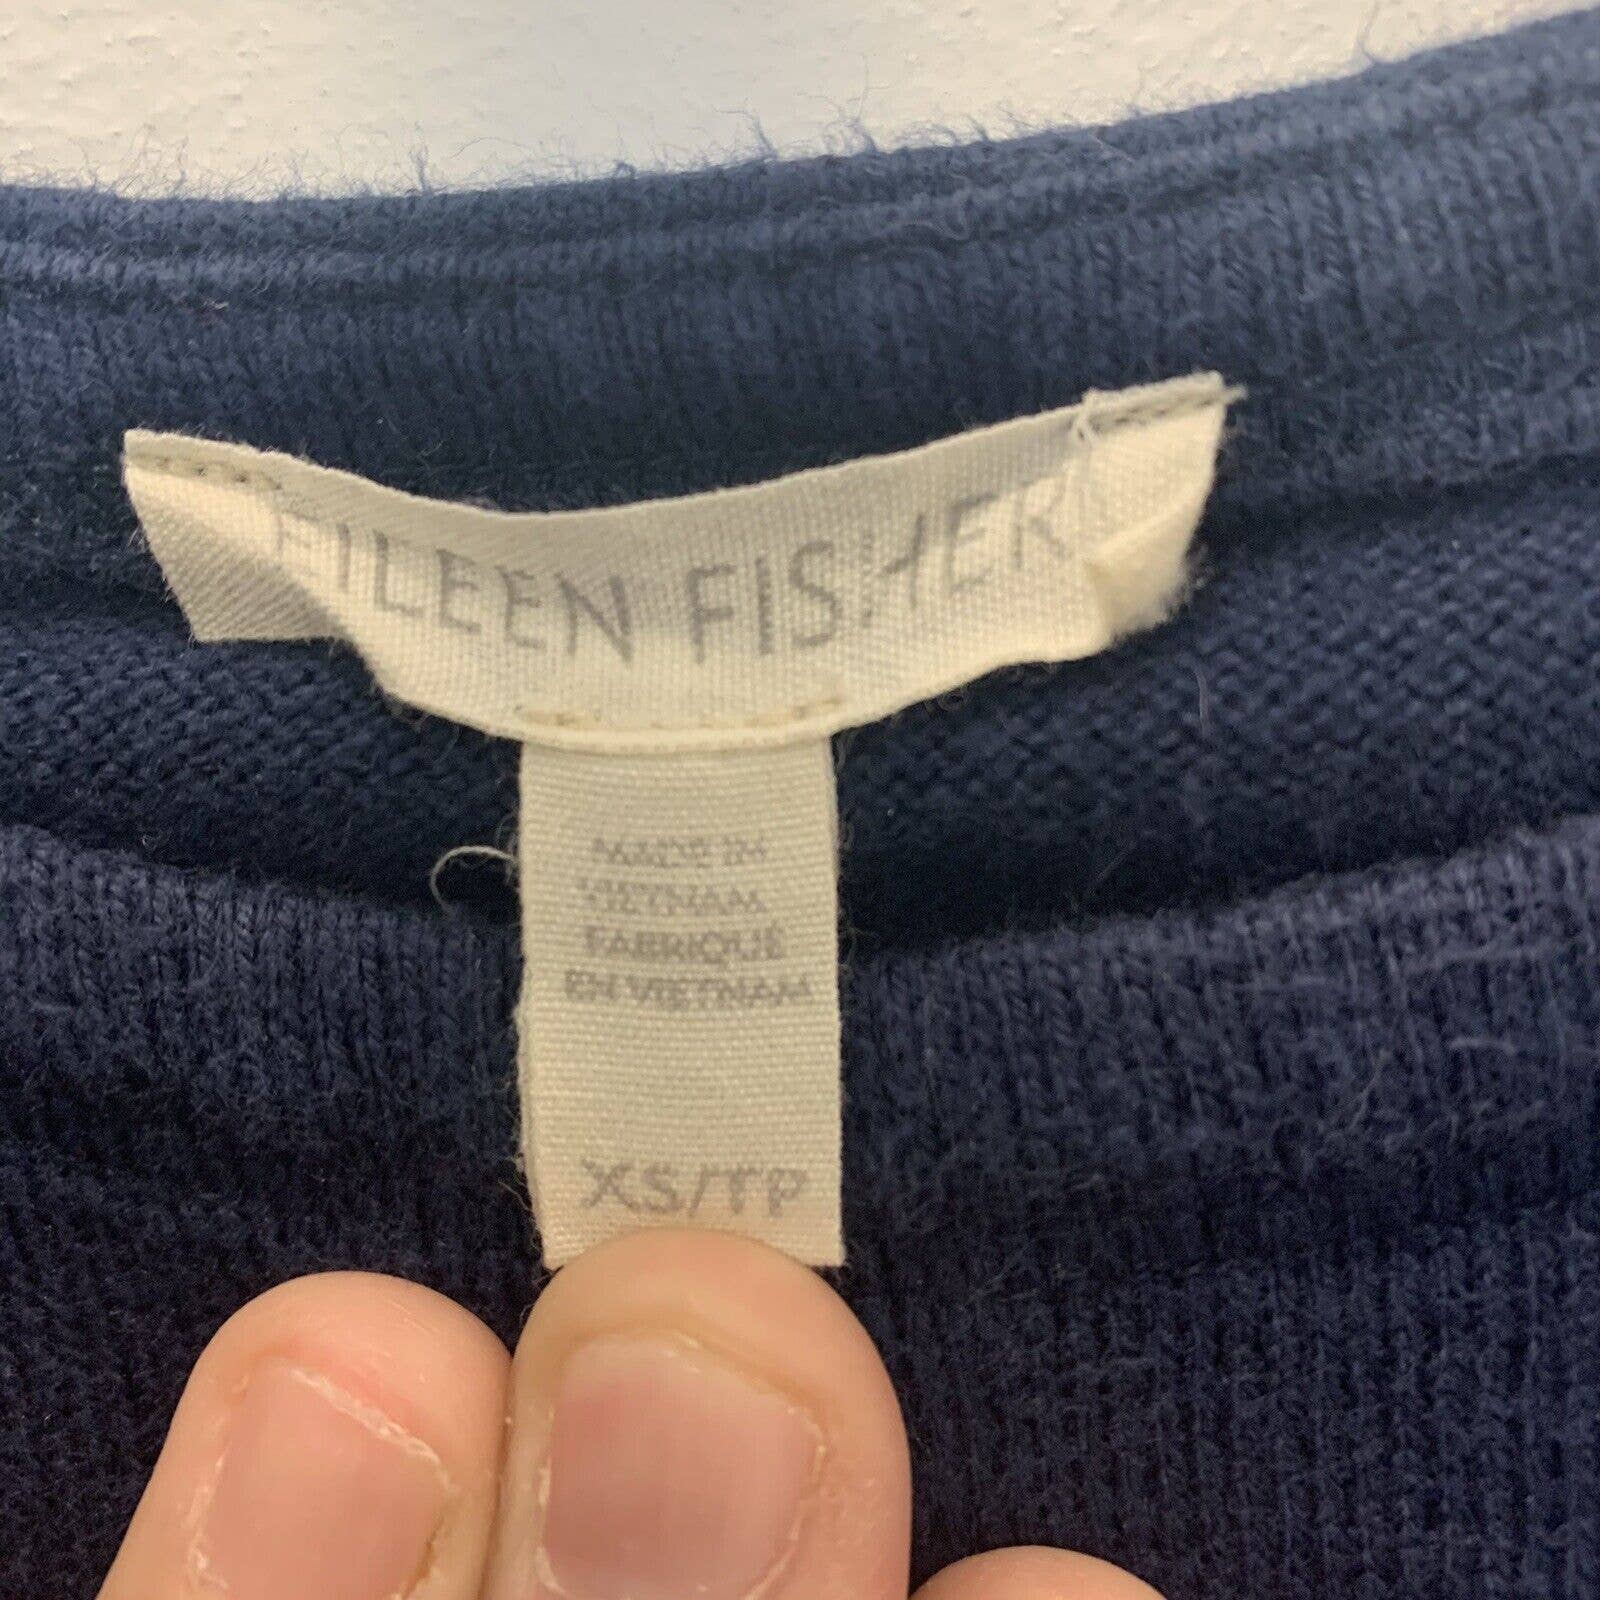 EILEEN FISHER
MADE IN
VIETNAM
FABRIQUÉ
EN VIETNAM
XS/TP